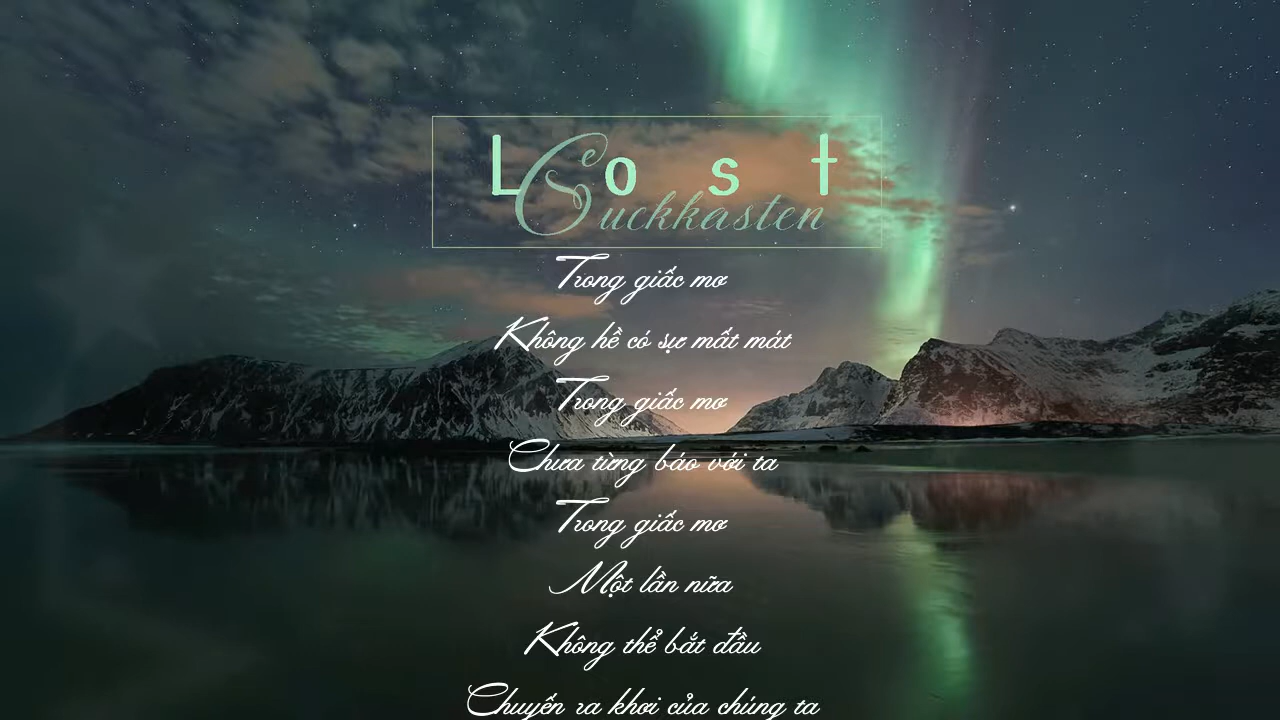 Lost
Guckkasten
Trong giấc mơ
Không hề có sự mất mát
Trong giấc mơ
Chưa từng báo với ta
Trong giấc mơ
Một lần nữa
Không thể bắt đầu
Chuyến ra khơi của chúng ta